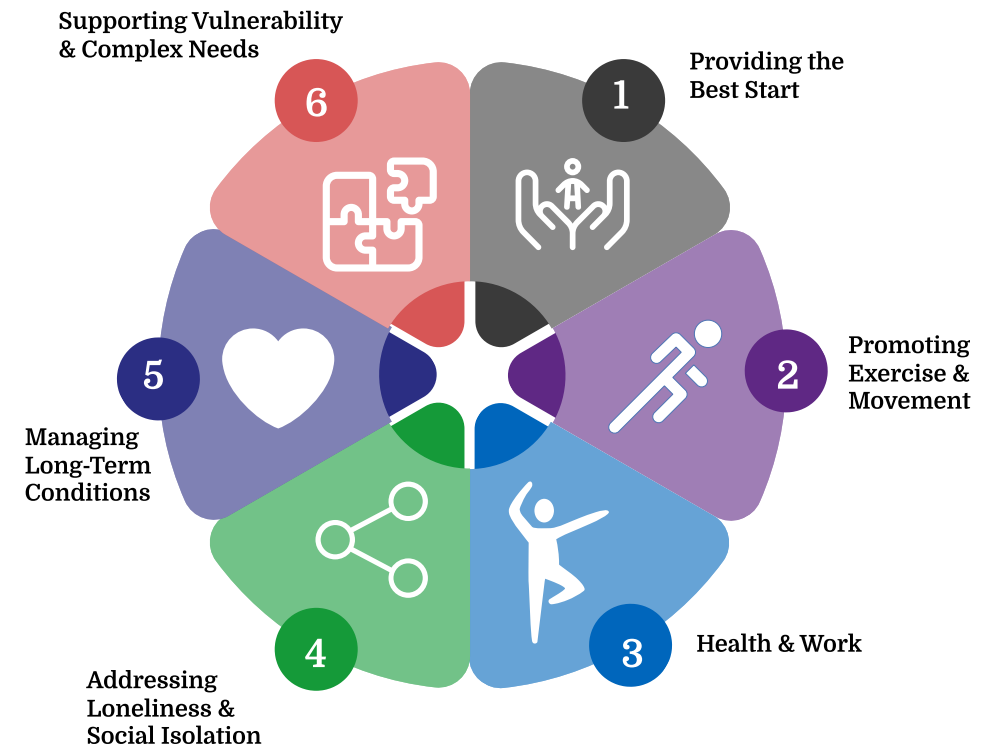 Supporting Vulnerability
& Complex Needs
6
1
Providing the
Best Start
2
Promoting
Exercise &
Movement
5
Managing
Long-Term
Conditions
3
Health & Work
4
Addressing
Loneliness &
Social Isolation